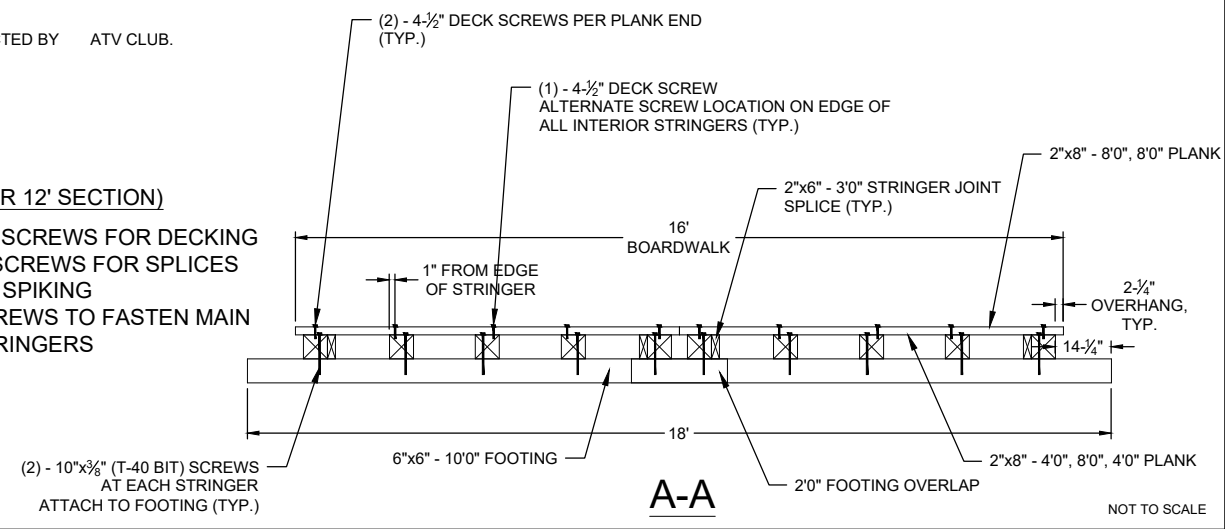 CTED BY ATV CLUB.
(2) - 4-½" DECK SCREWS PER PLANK END
(TYP.)
(1) - 4-½" DECK SCREW
ALTERNATE SCREW LOCATION ON EDGE OF
ALL INTERIOR STRINGERS (TYP.)
2"x8" - 8'0", 8'0" PLANK
2"x6" - 3'0" STRINGER JOINT
SPLICE (TYP.)
R 12' SECTION)
SCREWS FOR DECKING
SCREWS FOR SPLICES
SPIKING
REWS TO FASTEN MAIN
RINGERS
16'
BOARDWALK
1" FROM EDGE
OF STRINGER
2-¼"
OVERHANG,
TYP.
14-¼"
18'
(2) - 10"x⅜" (T-40 BIT) SCREWS
AT EACH STRINGER
ATTACH TO FOOTING (TYP.)
6"x6" - 10'0" FOOTING
2"x8" - 4'0", 8'0", 4'0" PLANK
2'0" FOOTING OVERLAP
A-A
NOT TO SCALE